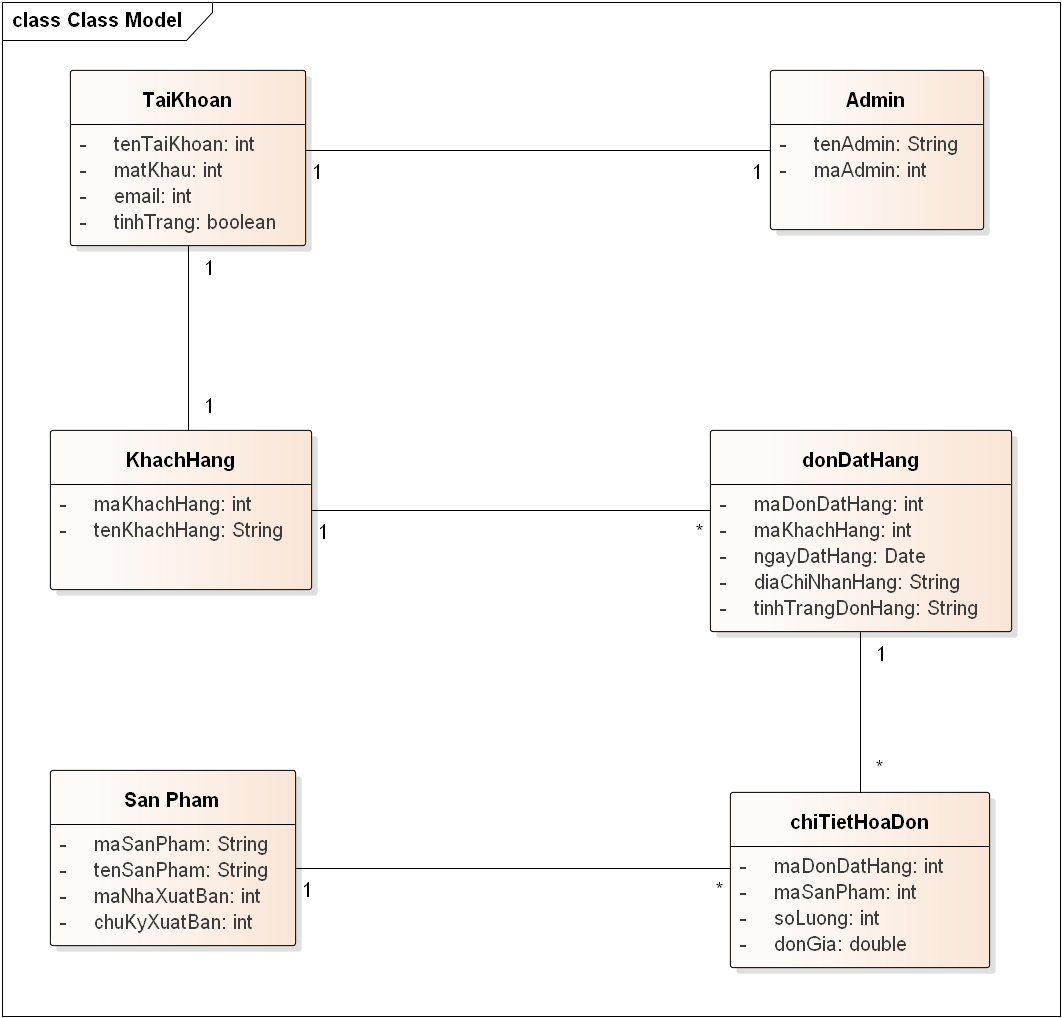 class Class Model
TaiKhoan
- tenTaiKhoan: int
- matKhau: int
- email: int
- tinhTrang: boolean
Admin
- tenAdmin: String
- maAdmin: int
1
1
1
1
KhachHang
- maKhachHang: int
- tenKhachHang: String
donDatHang
- maDonDatHang: int
- maKhachHang: int
- ngayDatHang: Date
- diaChiNhanHang: String
- tinhTrangDonHang: String
1
*
1
*
San Pham
- maSanPham: String
- tenSanPham: String
- maNhaXuatBan: int
- chuKyXuatBan: int
chiTietHoaDon
- maDonDatHang: int
- maSanPham: int
- soLuong: int
- donGia: double
1
*